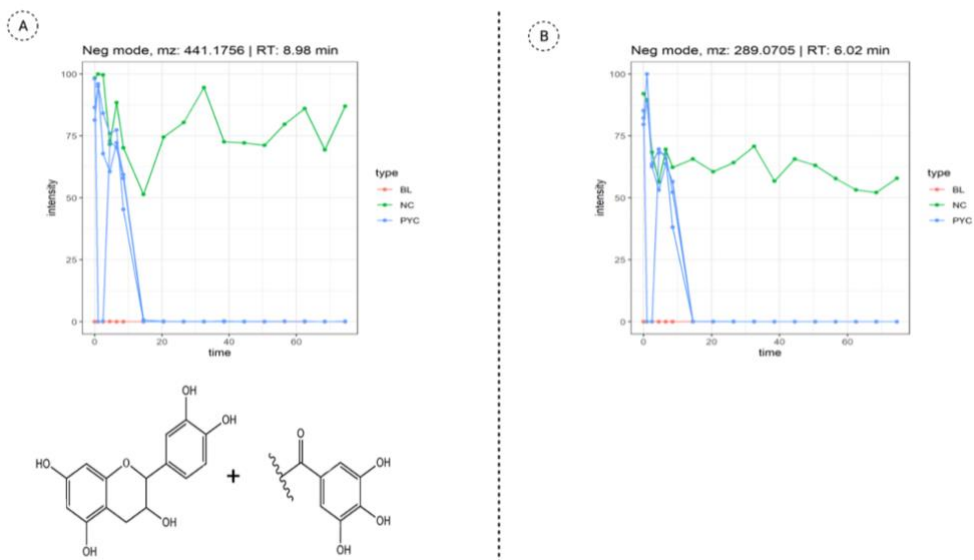 A
Neg mode, mz: 441.1756 | RT: 8.98 min
100
75
50
25
0
intensity
0
20
40
60
time
type
BL
NC
PYC
OH
OH
HO
O
OH
OH
+
O
OH
OH
OH
B
Neg mode, mz: 289.0705 | RT: 6.02 min
100
75
50
25
0
intensity
0
20
40
60
time
type
BL
NC
PYC